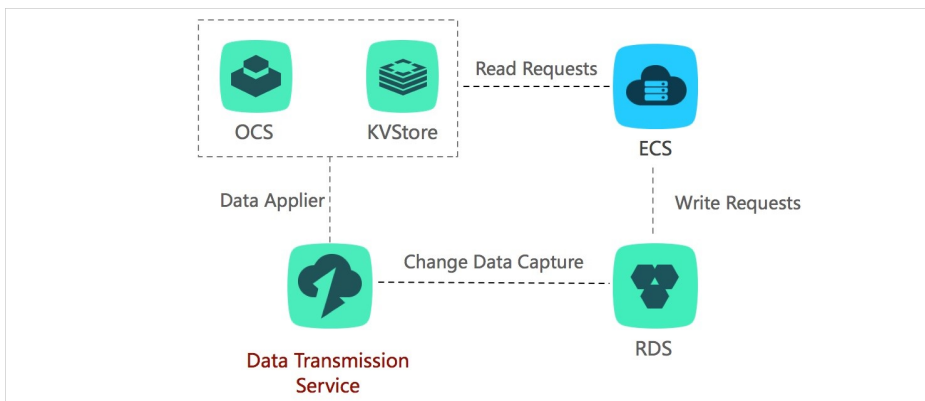 Read Requests
OCS
KVStore
ECS
Data Applier
Write Requests
Change Data Capture
RDS
Data Transmission
Service